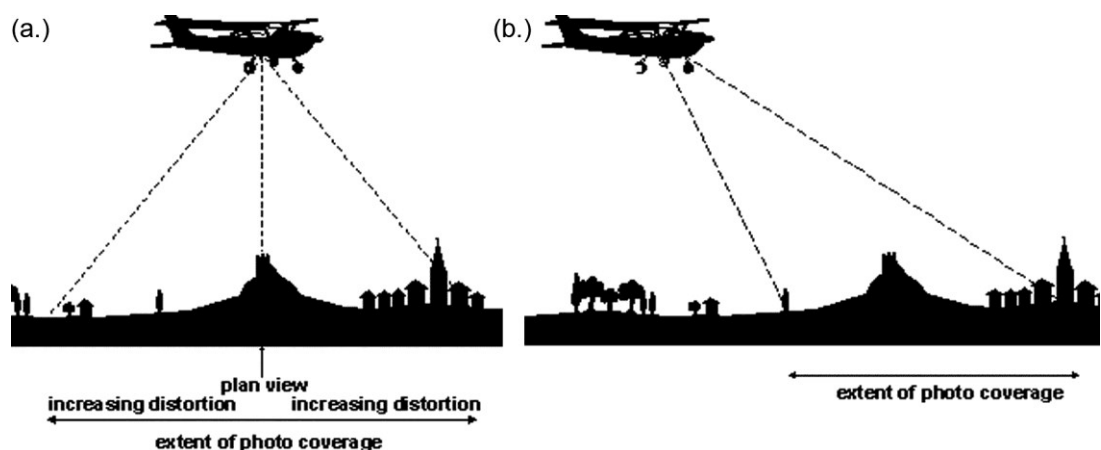 (a.)
(b.)
plan view
increasing distortion increasing distortion
extent of photo coverage
extent of photo coverage